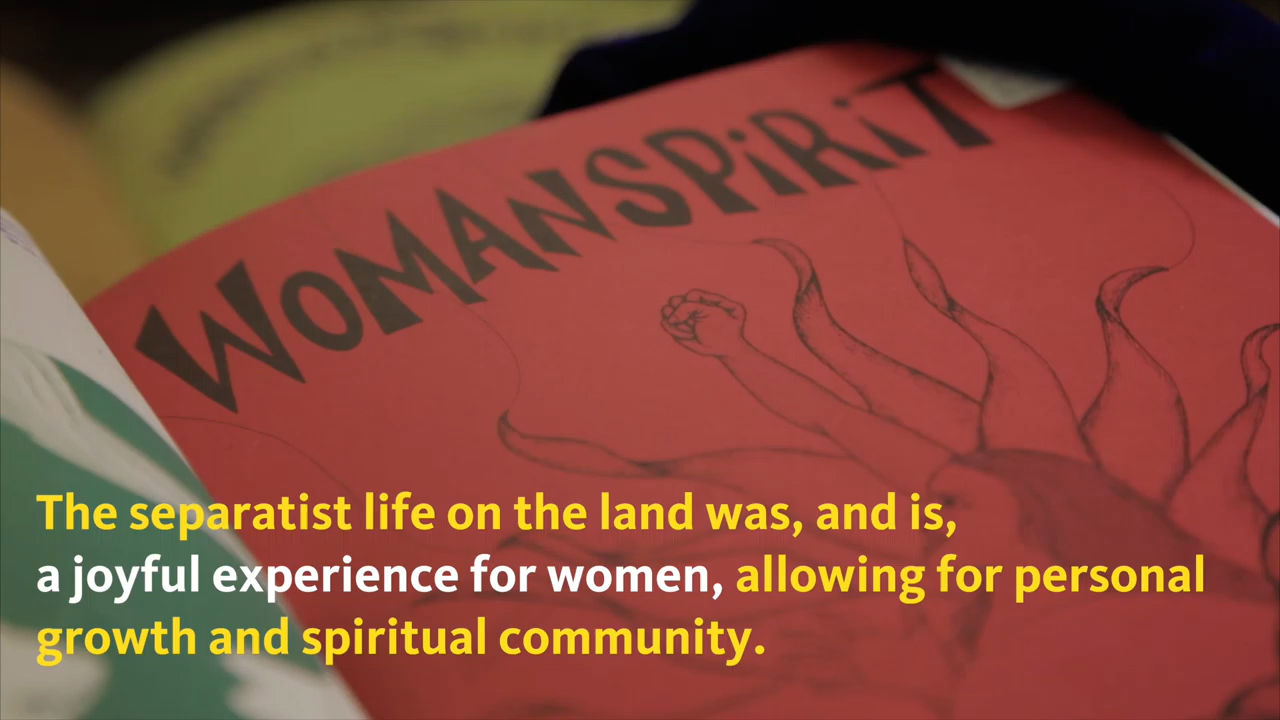 WOMANSPiRiT
The separatist life on the land was, and is,
a joyful experience for women, allowing for personal
growth and spiritual community.